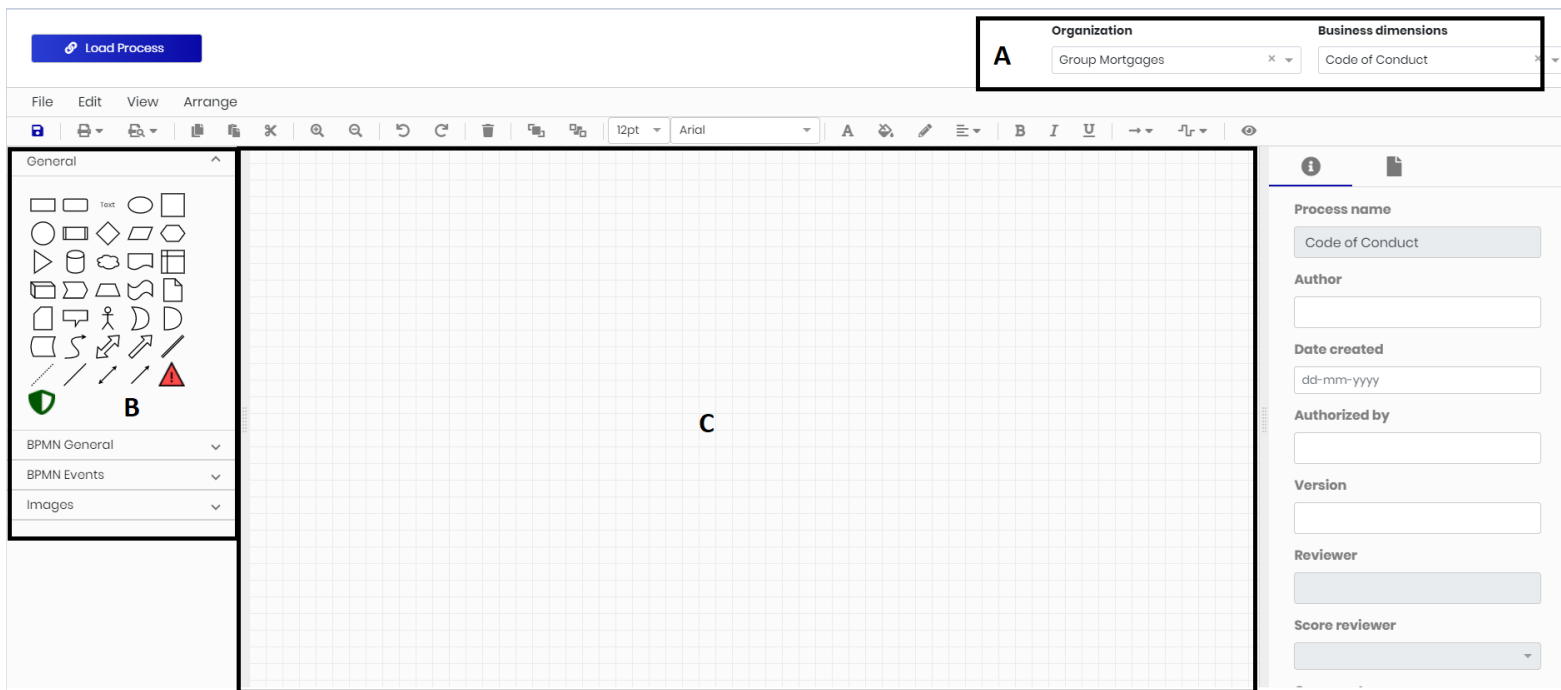 Load Process
A
Organization
Business dimensions
Group Mortgages
Code of Conduct
File Edit View Arrange
12pt Arial A B I U
General
Text
B
BPMN General
BPMN Events
Images
C
Process name
Code of Conduct
Author
Date created
dd-mm-yyyy
Authorized by
Version
Reviewer
Score reviewer